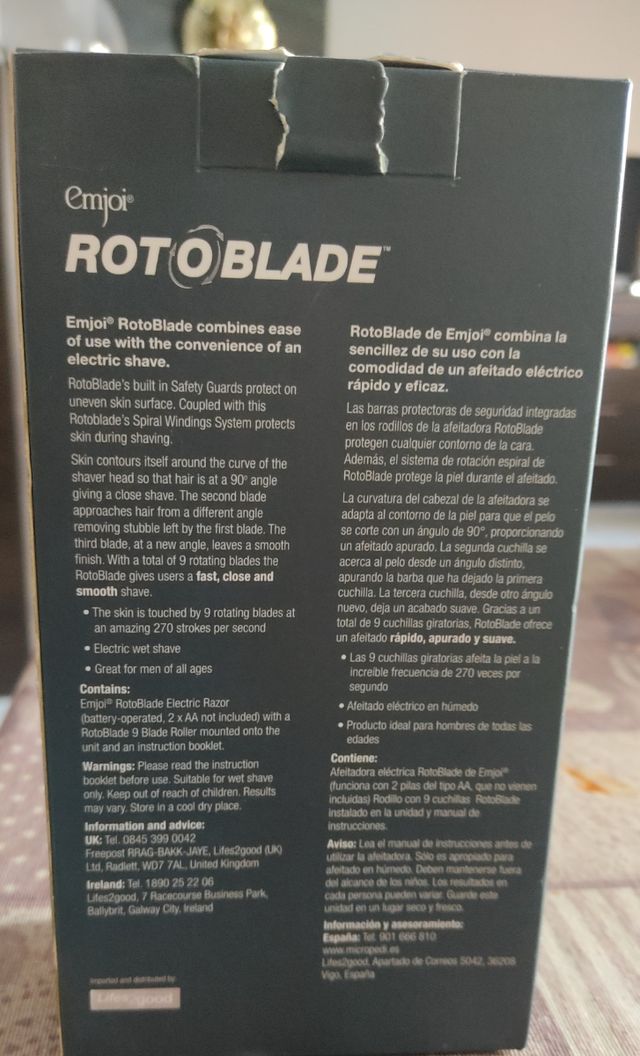 emjoi®
ROTOBLADE™
Emjoi® RotoBlade combines ease
of use with the convenience of an
electric shave.
RotoBlade's built in Safety Guards protect on
uneven skin surface. Coupled with this
Rotoblade's Spiral Windings System protects
skin during shaving.
Skin contours itself around the curve of the
shaver head so that hair is at a 90° angle
giving a close shave. The second blade
approaches hair from a different angle
removing stubble left by the first blade. The
third blade, at a new angle, leaves a smooth
finish. With a total of 9 rotating blades the
RotoBlade gives users a fast, close and
smooth shave.
• The skin is touched by 9 rotating blades at
an amazing 270 strokes per second
• Electric wet shave
• Great for men of all ages
Contains:
Emjoi® RotoBlade Electric Razor
(battery-operated, 2 x AA not included) with a
RotoBlade 9 Blade Roller mounted onto the
unit and an instruction booklet.
Warnings: Please read the instruction
booklet before use. Suitable for wet shave
only. Keep out of reach of children. Results
may vary. Store in a cool dry place.
Information and advice:
UK: Tel. 0845 399 0042
Freepost RRAG-BAKK-JAYE, Lifes2good (UK)
Ltd, Radlett, WD7 7AL, United Kingdom
Ireland: Tel. 1890 25 22 06
Lifes2good, 7 Racecourse Business Park,
Ballybrit, Galway City, Ireland
Imported and distributed by
Lifes2good
RotoBlade de Emjoi® combina la
sencillez de su uso con la
comodidad de un afeitado eléctrico
rápido y eficaz.
Las barras protectoras de seguridad integradas
en los rodillos de la afeitadora RotoBlade
protegen cualquier contorno de la cara.
Además, el sistema de rotación espiral de
RotoBlade protege la piel durante el afeitado.
La curvatura del cabezal de la afeitadora se
adapta al contorno de la piel para que el pelo
se corte con un ángulo de 90°, proporcionando
un afeitado apurado. La segunda cuchilla se
acerca al pelo desde un ángulo distinto,
apurando la barba que ha dejado la primera
cuchilla. La tercera cuchilla, desde otro ángulo
nuevo, deja un acabado suave. Gracias a un
total de 9 cuchillas giratorias, RotoBlade ofrece
un afeitado rápido, apurado y suave.
• Las 9 cuchillas giratorias afeita la piel a la
increíble frecuencia de 270 veces por
segundo
• Afeitado eléctrico en húmedo
• Producto ideal para hombres de todas las
edades
Contiene:
Afeitadora eléctrica RotoBlade de Emjoi®
(funciona con 2 pilas del tipo AA, que no vienen
incluidas) Rodillo con 9 cuchillas RotoBlade
instalado en la unidad y manual de
instrucciones.
Aviso: Lea el manual de instrucciones antes de
utilizar la afeitadora. Sólo es apropiado para
afeitado en húmedo. Deben mantenerse fuera
del alcance de los niños. Los resultados en
cada persona pueden variar. Guarde este
unidad en un lugar seco y fresco.
Información y asesoramiento:
España: Tel. 901 666 810
www.micropedi.es
Lifes2good, Apartado de Correos 5042, 36208
Vigo, España